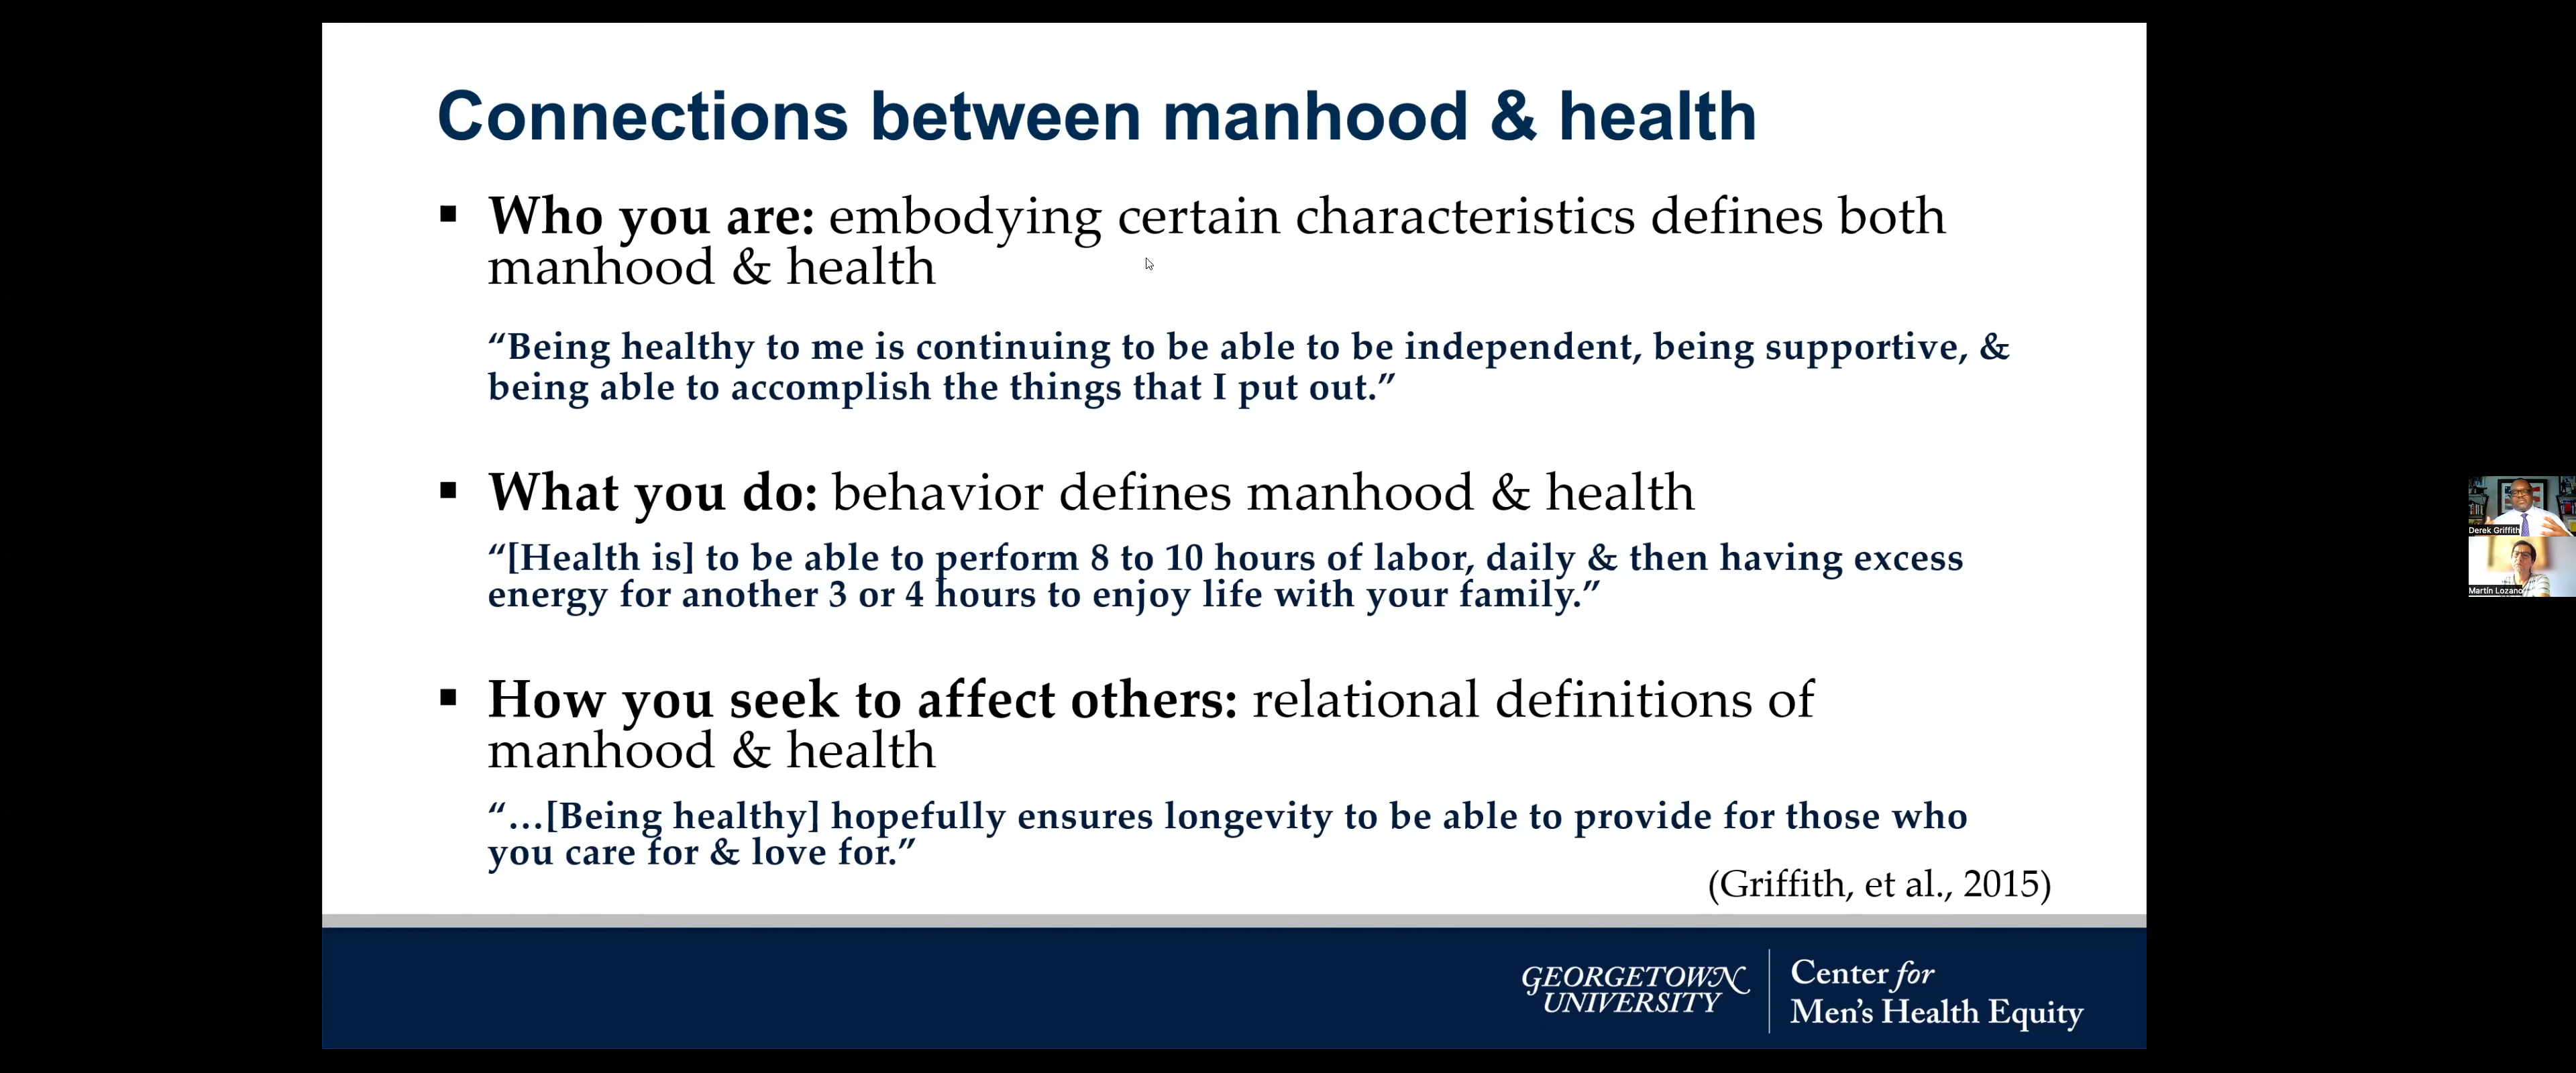 Connections between manhood & health
▪ Who you are: embodying certain characteristics defines both
manhood & health
“Being healthy to me is continuing to be able to be independent, being supportive, &
being able to accomplish the things that I put out.”
▪ What you do: behavior defines manhood & health
“[Health is] to be able to perform 8 to 10 hours of labor, daily & then having excess
energy for another 3 or 4 hours to enjoy life with your family.”
▪ How you seek to affect others: relational definitions of
manhood & health
“…[Being healthy] hopefully ensures longevity to be able to provide for those who
you care for & love for.”
(Griffith, et al., 2015)
GEORGETOWN
UNIVERSITY
Center for
Men’s Health Equity
Derek Griffith
Martín Lozano